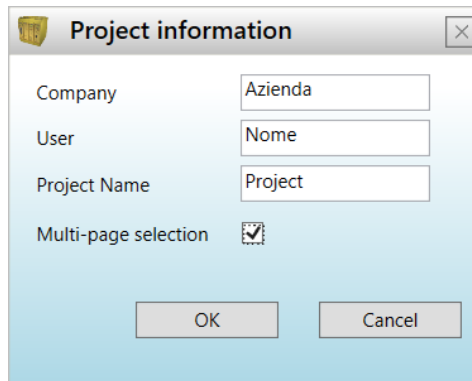 Project information
Company Azienda
User Nome
Project Name Project
Multi-page selection
OK Cancel